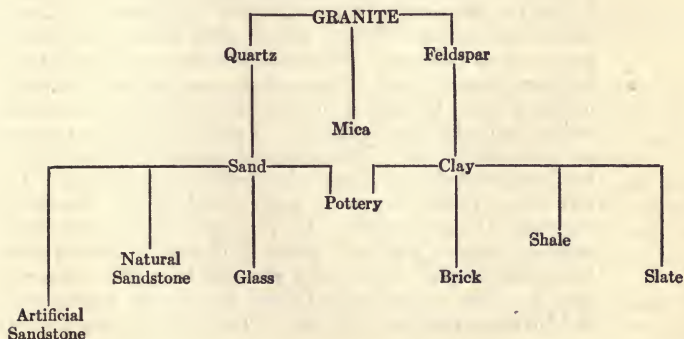 GRANITE
Quartz
Feldspar
Mica
Sand
Clay
Pottery
Shale
Natural
Sandstone
Glass
Brick
Slate
Artificial
Sandstone